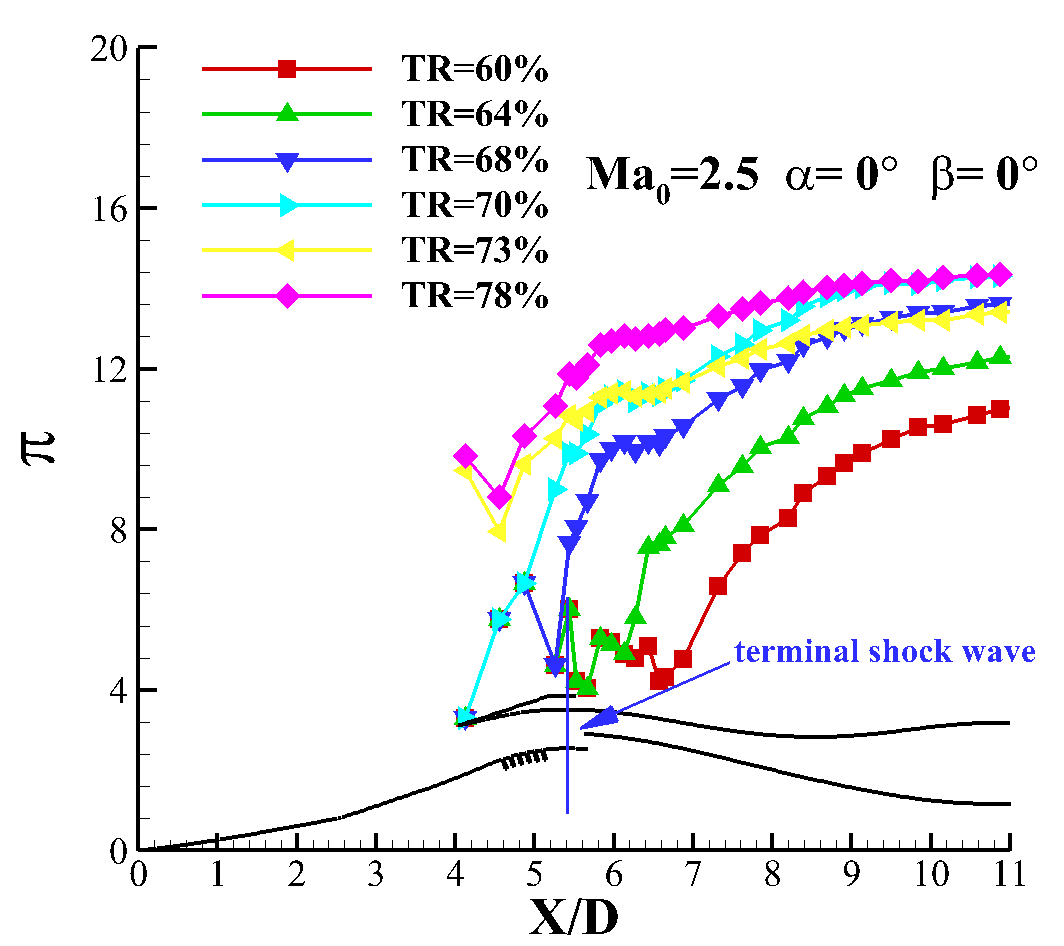 20
16
12
8
4
0
π
TR=60%
TR=64%
TR=68%
TR=70%
TR=73%
TR=78%
Ma₀=2.5 α= 0° β= 0°
terminal shock wave
0 1 2 3 4 5 6 7 8 9 10 11
X/D